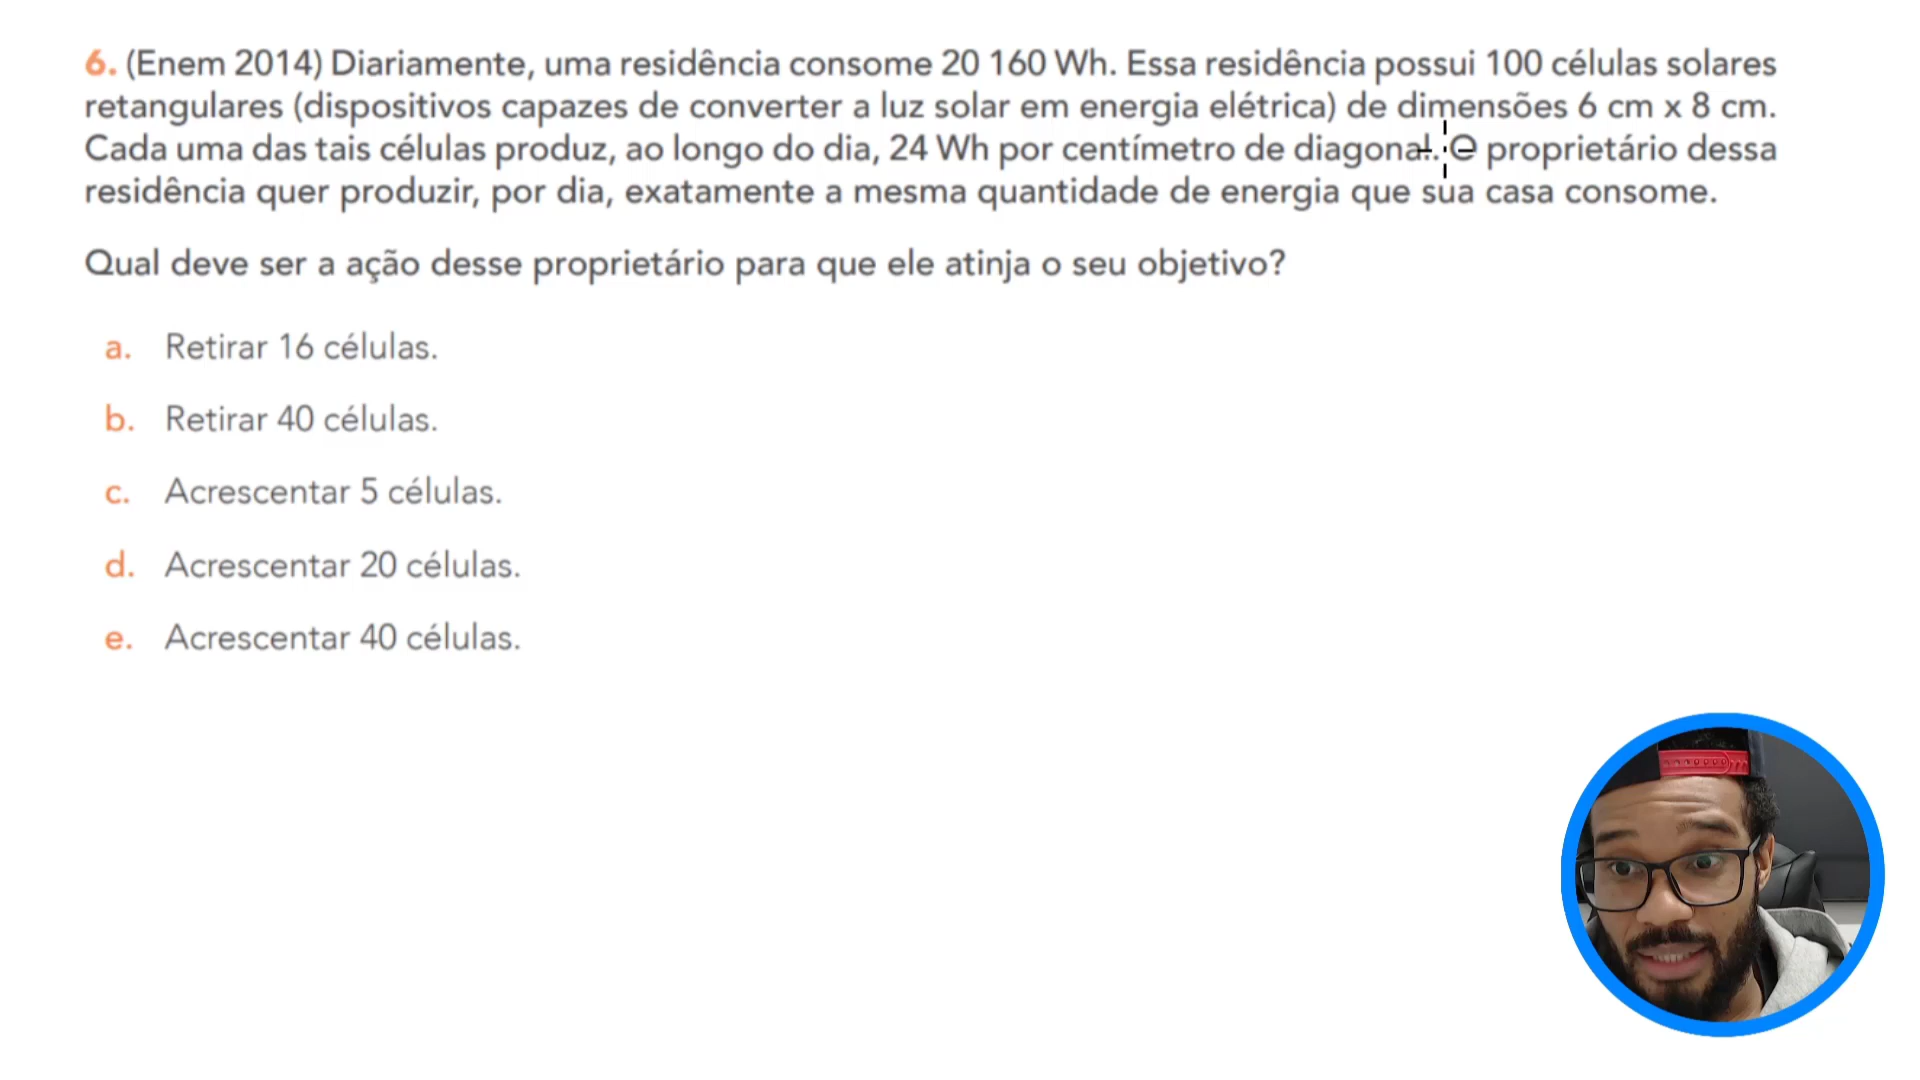 6. (Enem 2014) Diariamente, uma residência consome 20 160 Wh. Essa residência possui 100 células solares
retangulares (dispositivos capazes de converter a luz solar em energia elétrica) de dimensões 6 cm x 8 cm.
Cada uma das tais células produz, ao longo do dia, 24 Wh por centímetro de diagonal. O proprietário dessa
residência quer produzir, por dia, exatamente a mesma quantidade de energia que sua casa consome.
Qual deve ser a ação desse proprietário para que ele atinja o seu objetivo?
a. Retirar 16 células.
b. Retirar 40 células.
c. Acrescentar 5 células.
d. Acrescentar 20 células.
e. Acrescentar 40 células.